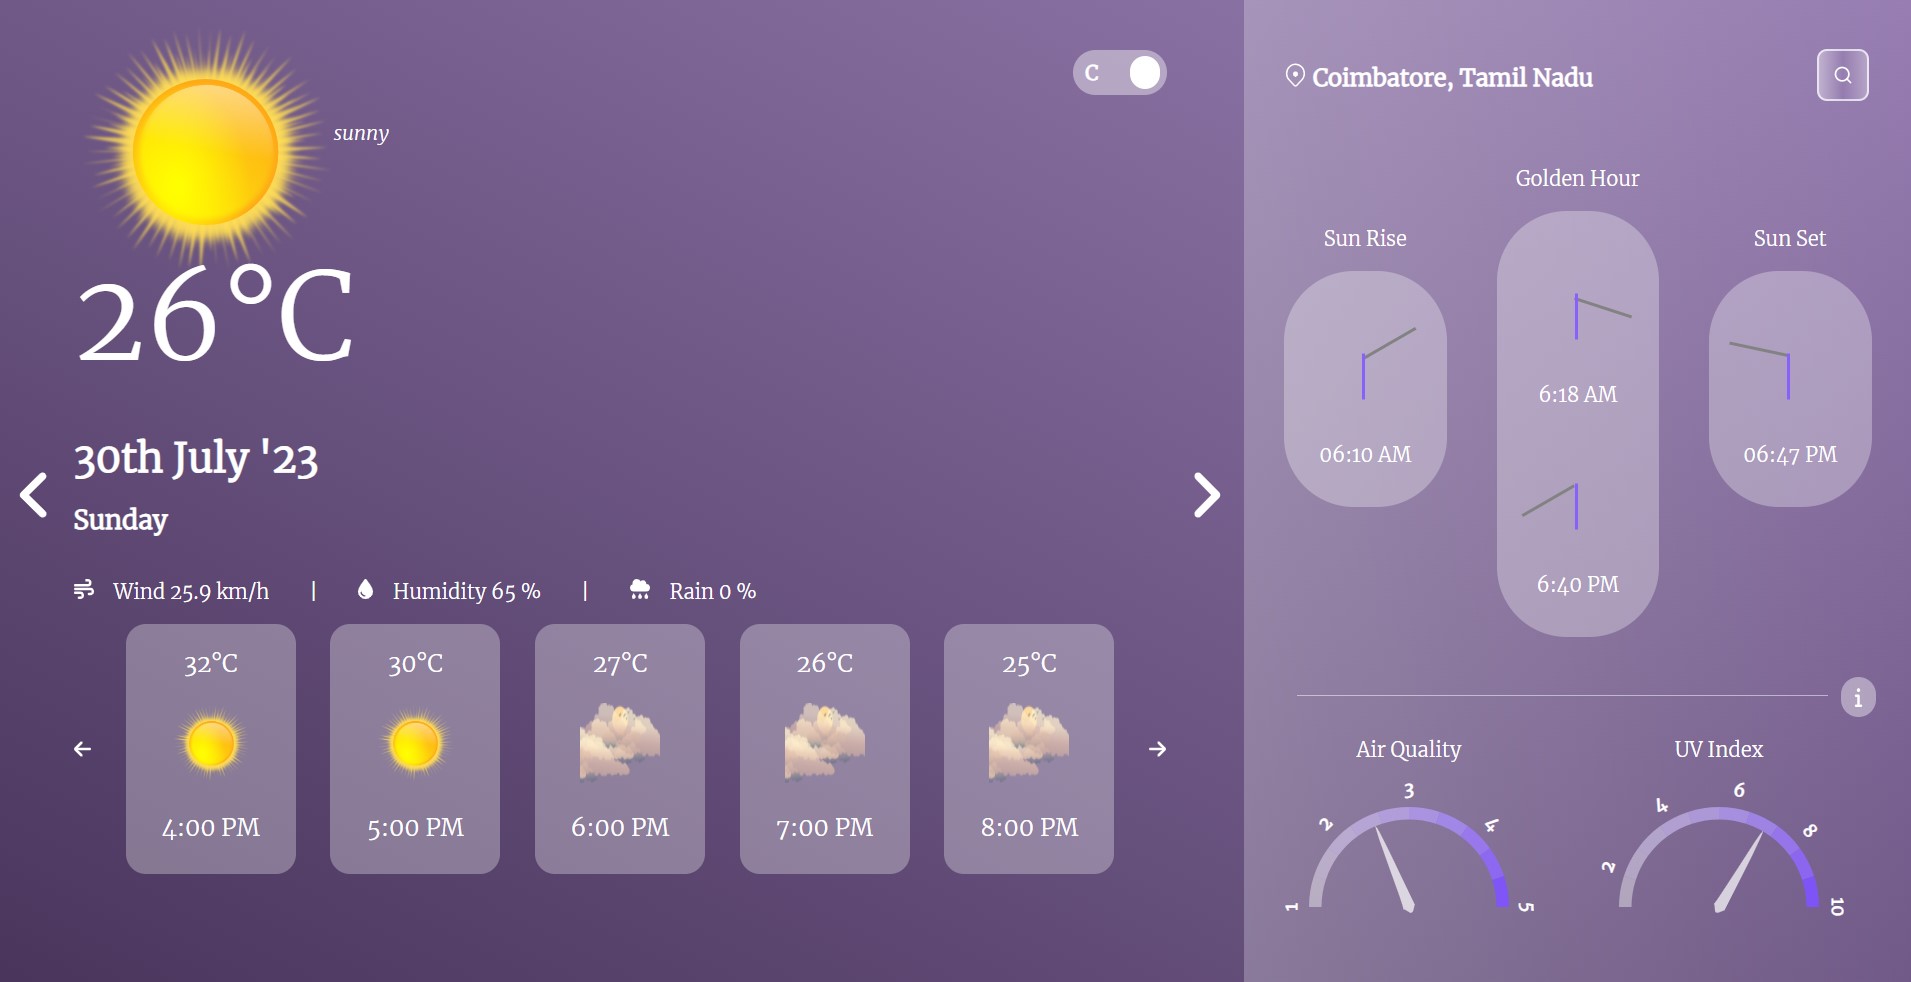 sunny
C
26°C
30th July '23
Sunday
Wind 25.9 km/h | Humidity 65 % | Rain 0 %
32°C
4:00 PM
30°C
5:00 PM
27°C
6:00 PM
26°C
7:00 PM
25°C
8:00 PM
Coimbatore, Tamil Nadu
Sun Rise
06:10 AM
Golden Hour
6:18 AM
6:40 PM
Sun Set
06:47 PM
i
Air Quality
1
2
3
4
5
UV Index
2
4
6
8
10